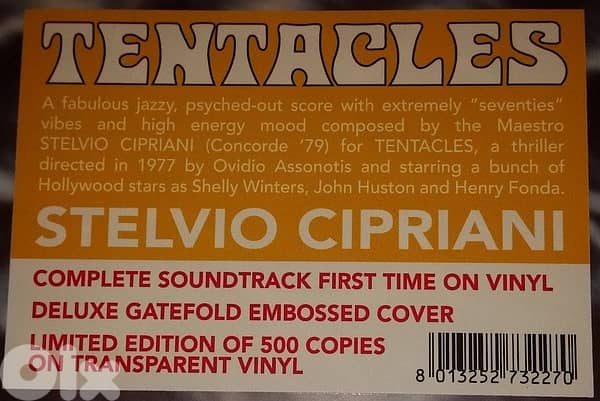 TENTACLES
A fabulous jazzy, psyched-out score with extremely "seventies"
vibes and high energy mood composed by the Maestro
STELVIO CIPRIANI (Concorde '79) for TENTACLES, a thriller
directed in 1977 by Ovidio Assonotis and starring a bunch of
Hollywood stars as Shelly Winters, John Huston and Henry Fonda.
STELVIO CIPRIANI
COMPLETE SOUNDTRACK FIRST TIME ON VINYL
DELUXE GATEFOLD EMBOSSED COVER
LIMITED EDITION OF 500 COPIES
ON TRANSPARENT VINYL
8 013252 732270
olx